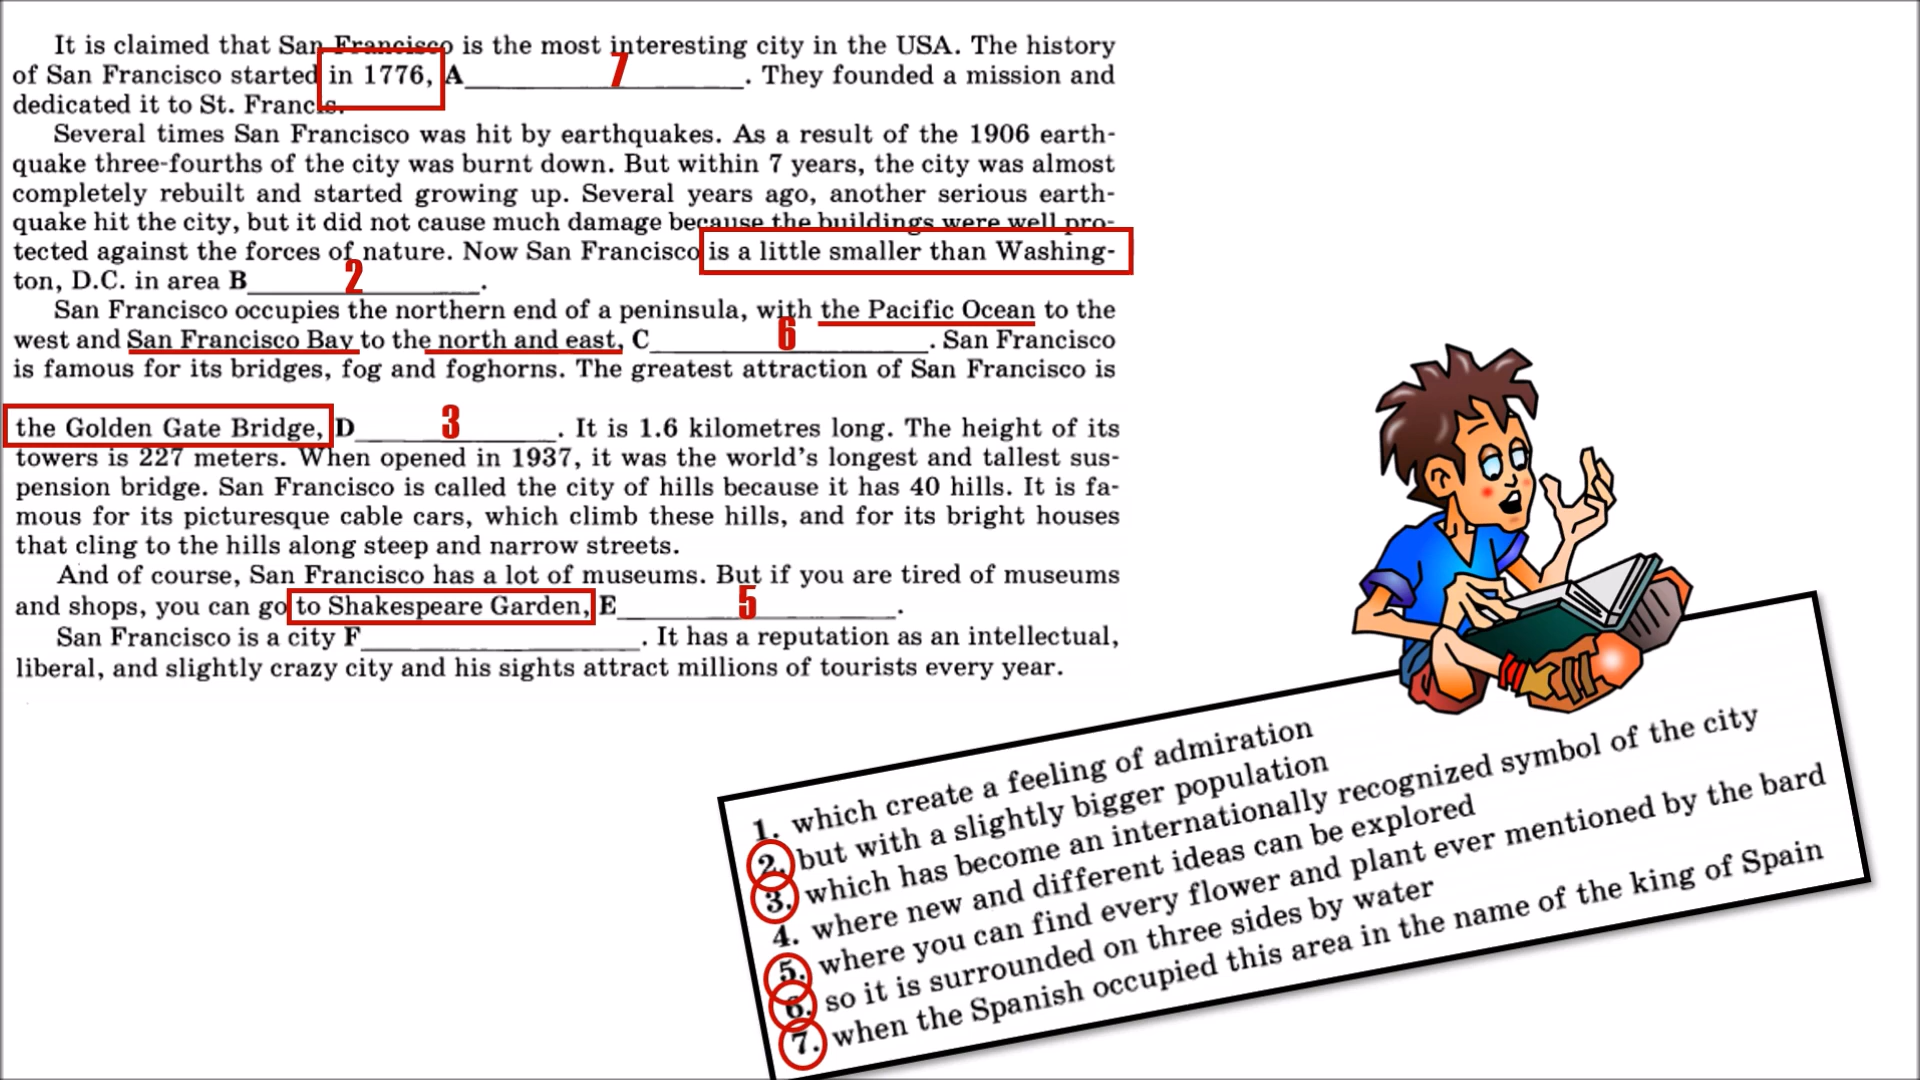 It is claimed that San Francisco is the most interesting city in the USA. The history
of San Francisco started in 1776, A 7. They founded a mission and
dedicated it to St. Francis.
Several times San Francisco was hit by earthquakes. As a result of the 1906 earth-
quake three-fourths of the city was burnt down. But within 7 years, the city was almost
completely rebuilt and started growing up. Several years ago, another serious earth-
quake hit the city, but it did not cause much damage because the buildings were well pro-
tected against the forces of nature. Now San Francisco is a little smaller than Washing-
ton, D.C. in area B 2.
San Francisco occupies the northern end of a peninsula, with the Pacific Ocean to the
west and San Francisco Bay to the north and east, C 6. San Francisco
is famous for its bridges, fog and foghorns. The greatest attraction of San Francisco is
the Golden Gate Bridge, D 3. It is 1.6 kilometres long. The height of its
towers is 227 meters. When opened in 1937, it was the world's longest and tallest sus-
pension bridge. San Francisco is called the city of hills because it has 40 hills. It is fa-
mous for its picturesque cable cars, which climb these hills, and for its bright houses
that cling to the hills along steep and narrow streets.
And of course, San Francisco has a lot of museums. But if you are tired of museums
and shops, you can go to Shakespeare Garden, E 5.
San Francisco is a city F. It has a reputation as an intellectual,
liberal, and slightly crazy city and his sights attract millions of tourists every year.
1. which create a feeling of admiration
2. but with a slightly bigger population
3. which has become an internationally recognized symbol of the city
4. where new and different ideas can be explored
5. where you can find every flower and plant ever mentioned by the bard
6. so it is surrounded on three sides by water
7. when the Spanish occupied this area in the name of the king of Spain